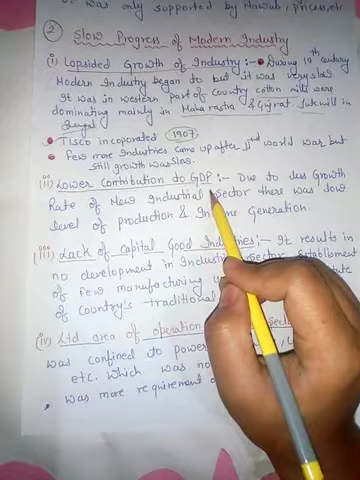 was only supported by Nawab, princes, etc
② Slow Progress of Modern Industry
(i) Lopsided Growth of Industry :- • During 19th century
Modern Industry began to but it was very slow
It was in western part of country cotton mill were
dominating mainly in Maharastra & Gujrat Jute mill in
Bengal
• TISCO incoporated (1907)
• Few more Industries came up after IInd world war but
still growth was slow
(ii) Lower Contribution to GDP :- Due to less Growth
Rate of New Industrial Sector there was low
level of production & Generation.
(iii) Lack of capital Good Industries :- It results in
no development in Sector Establisment
of few manufacturing
of Country's traditional
(iv) Ltd area of operation
was confined to power
etc. which was
was more requirement